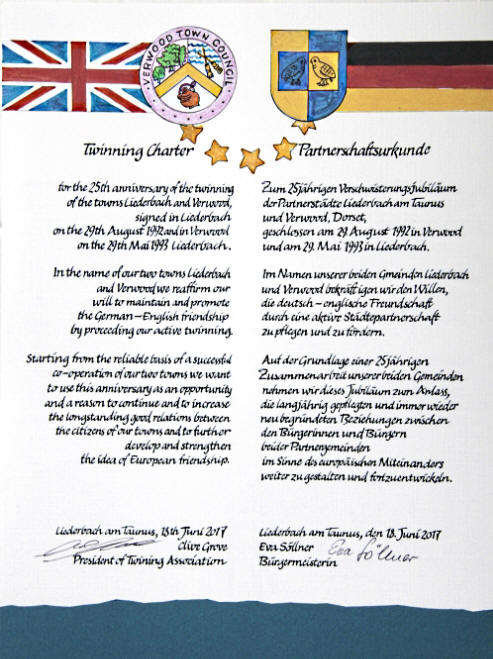 VERWOOD TOWN COUNCIL
Twinning Charter
for the 25th anniversary of the twinning
of the towns Liederbach and Verwood,
signed in Liederbach
on the 29th August 1992 and in Verwood
on the 29th Mai 1993 Liederbach.
In the name of our two towns Liederbach
and Verwood we reaffirm our
will to maintain and promote
the German-English friendship
by proceeding our active twinning.
Starting from the reliable basis of a successful
co-operation of our two towns we want
to use this anniversary as an opportunity
and a reason to continue and to increase
the longstanding good relations between
the citizens of our towns and to further
develop and strengthen
the idea of European friendship.
Liederbach am Taunus, 18th Juni 2017
Clive Grove
President of Twining Association
Partnerschaftsurkunde
Zum 25jährigen Verschwisterungsjubiläum
der Partnerstädte Liederbach am Taunus
und Verwood, Dorset,
geschlossen am 29. August 1992 in Verwood
und am 29. Mai 1993 in Liederbach.
Im Namen unserer beiden Gmeinden Liederbach
und Verwood bekräftigen wir den Willen,
die deutsch-englische Freundschaft
durch eine aktive Städtepartnerschaft
zu pflegen und zu fördern.
Auf der Grundlage einer 25jährigen
Zusammenarbeit unserer beiden Gemeinden
nehmen wir dieses Jubiläum zum Anlass,
die langjährig gepflegten und immer wieder
neu begründeten Beziehungen zwischen
den Bürgerinnen und Bürgern
beider Partnergemeinden
im Sinne des europäischen Miteinanders
weiter zu gestalten und fortzuentwickeln.
Liederbach am Taunus, den 18. Juni 2017
Eva Söllner Eva Söllner
Bürgermeisterin